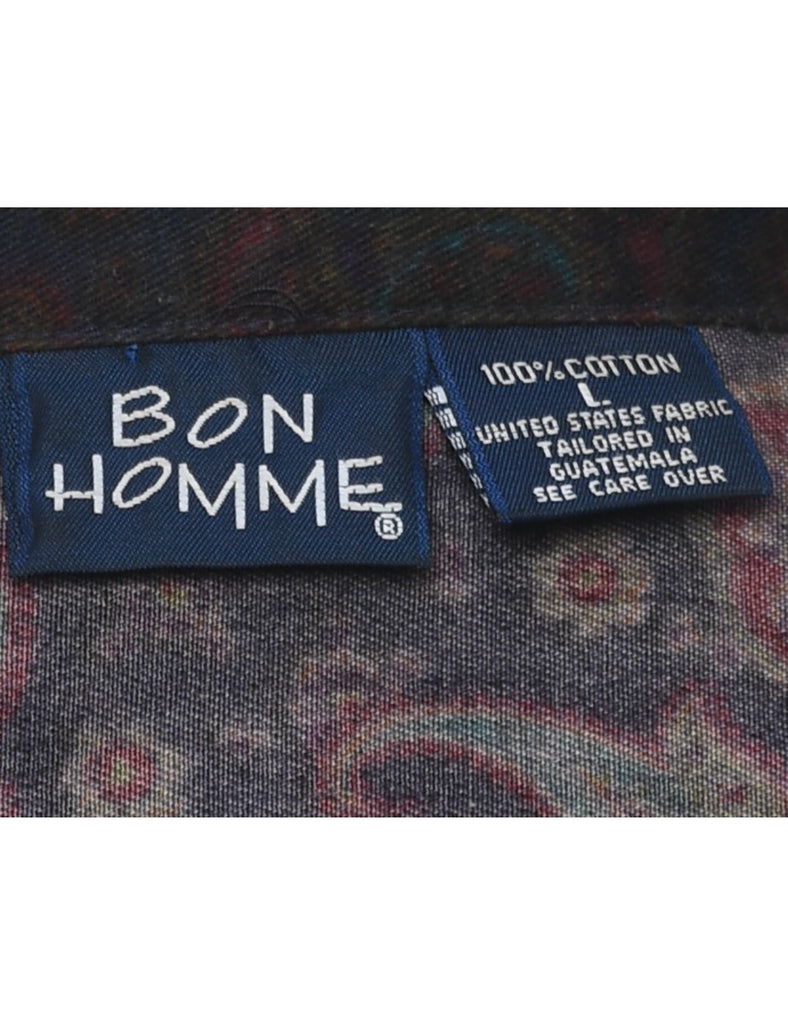 BON
HOMME®
100% COTTON
L
UNITED STATES FABRIC
TAILORED IN
GUATEMALA
SEE CARE OVER